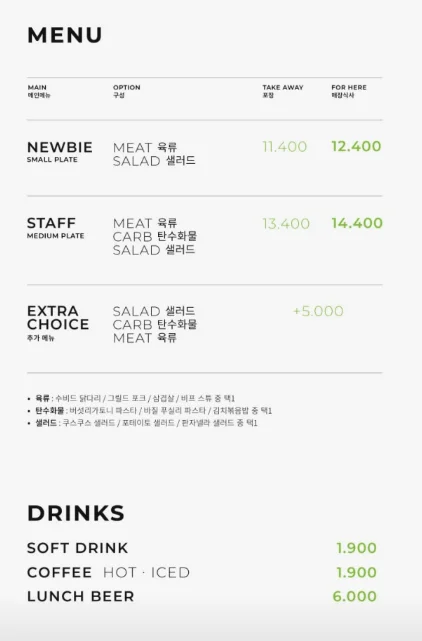 MENU
MAIN OPTION TAKE AWAY FOR HERE
메인메뉴 구성 포장 매장식사
NEWBIE MEAT 육류 11.400 12.400
SMALL PLATE SALAD 샐러드
STAFF MEAT 육류 13.400 14.400
MEDIUM PLATE CARB 탄수화물
SALAD 샐러드
EXTRA SALAD 샐러드 +5.000
CHOICE CARB 탄수화물
추가 메뉴 MEAT 육류
• 육류 : 수비드 닭다리 / 그릴드 포크 / 삼겹살 / 비프 스튜 중 택1
• 탄수화물 : 버섯리가토니 파스타 / 바질 푸실리 파스타 / 김치볶음밥 중 택1
• 샐러드 : 쿠스쿠스 샐러드 / 포테이토 샐러드 / 판자넬라 샐러드 중 택1
DRINKS
SOFT DRINK 1.900
COFFEE HOT · ICED 1.900
LUNCH BEER 6.000